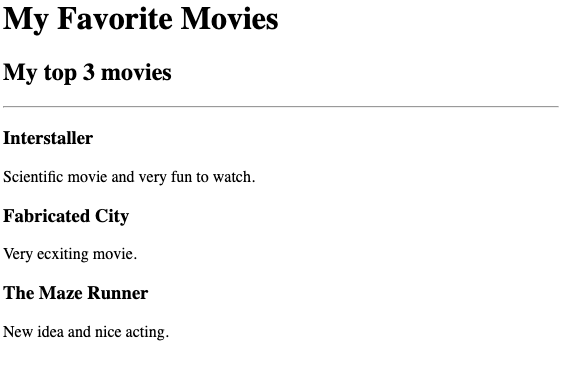 My Favorite Movies
My top 3 movies
Interstaller
Scientific movie and very fun to watch.
Fabricated City
Very ecxiting movie.
The Maze Runner
New idea and nice acting.